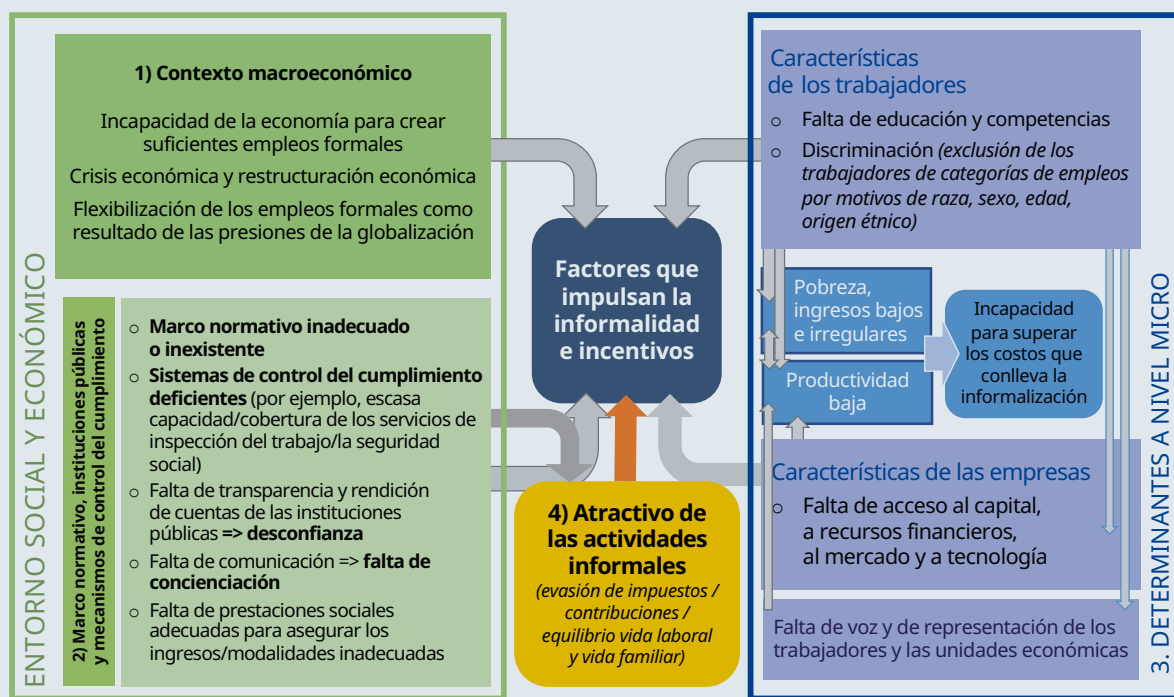 ENTORNO SOCIAL Y ECONÓMICO
1) Contexto macroeconómico
Incapacidad de la economía para crear
suficientes empleos formales
Crisis económica y restructuración económica
Flexibilización de los empleos formales como
resultado de las presiones de la globalización
2) Marco normativo, instituciones públicas
y mecanismos de control del cumplimiento
o Marco normativo inadecuado
o inexistente
o Sistemas de control del cumplimiento
deficientes (por ejemplo, escasa
capacidad/cobertura de los servicios de
inspección del trabajo/la seguridad
social)
o Falta de transparencia y rendición
de cuentas de las instituciones
públicas => desconfianza
o Falta de comunicación => falta de
concienciación
o Falta de prestaciones sociales
adecuadas para asegurar los
ingresos/modalidades inadecuadas
Factores que
impulsan la
informalidad
e incentivos
4) Atractivo de
las actividades
informales
(evasión de impuestos /
contribuciones /
equilibrio vida laboral
y vida familiar)
3. DETERMINANTES A NIVEL MICRO
Características
de los trabajadores
o Falta de educación y competencias
o Discriminación (exclusión de los
trabajadores de categorías de empleos
por motivos de raza, sexo, edad,
origen étnico)
Pobreza,
ingresos bajos
e irregulares
Productividad
baja
Incapacidad
para superar
los costos que
conlleva la
informalización
Características de las empresas
o Falta de acceso al capital,
a recursos financieros,
al mercado y a tecnología
Falta de voz y de representación de los
trabajadores y las unidades económicas